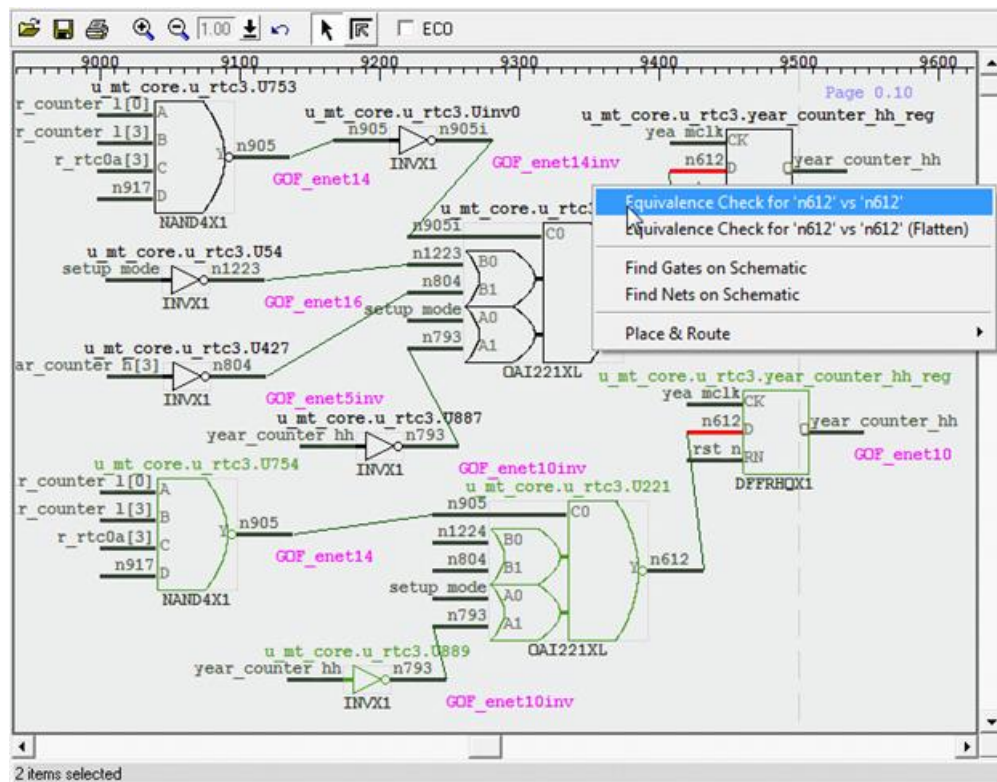 1.00 ECO
9000 9100 9200 9300 9400 9500 9600
Page 0.10
u_mt_core.u_rtc3.U753
r_counter_l[0] A
r_counter_l[3] B
r_rtc0a[3] C
n917 D
Y n905
NAND4X1
GOF_enet14
u_mt_core.u_rtc3.Uinv0
n905 n905i
INVX1
GOF_enet14inv
u_mt_core.u_rtc3.year_counter_hh_reg
yea_mclk CK
n612 D
Q year_counter_hh
Equivalence Check for 'n612' vs 'n612'
Equivalence Check for 'n612' vs 'n612' (Flatten)
Find Gates on Schematic
Find Nets on Schematic
Place & Route
u_mt_core.u_rtc
n905i C0
n1223 B0
n804 B1
setup_mode A0
n793 A1
OAI221XL
u_mt_core.u_rtc3.U54
setup_mode n1223
INVX1
GOF_enet16
u_mt_core.u_rtc3.U427
ar_counter_h[3] n804
INVX1
GOF_enet5inv
u_mt_core.u_rtc3.U887
year_counter_hh n793
INVX1
GOF_enet10inv
u_mt_core.u_rtc3.year_counter_hh_reg
yea_mclk CK
n612 D
rst_n RN
Q year_counter_hh
DFFRHQX1
GOF_enet10
u_mt_core.u_rtc3.U754
r_counter_l[0] A
r_counter_l[3] B
r_rtc0a[3] C
n917 D
Y n905
NAND4X1
GOF_enet14
u_mt_core.u_rtc3.U221
n905 C0
n1224 B0
n804 B1
setup_mode A0
n793 A1
Y n612
OAI221XL
u_mt_core.u_rtc3.U889
year_counter_hh n793
INVX1
GOF_enet10inv
2 items selected